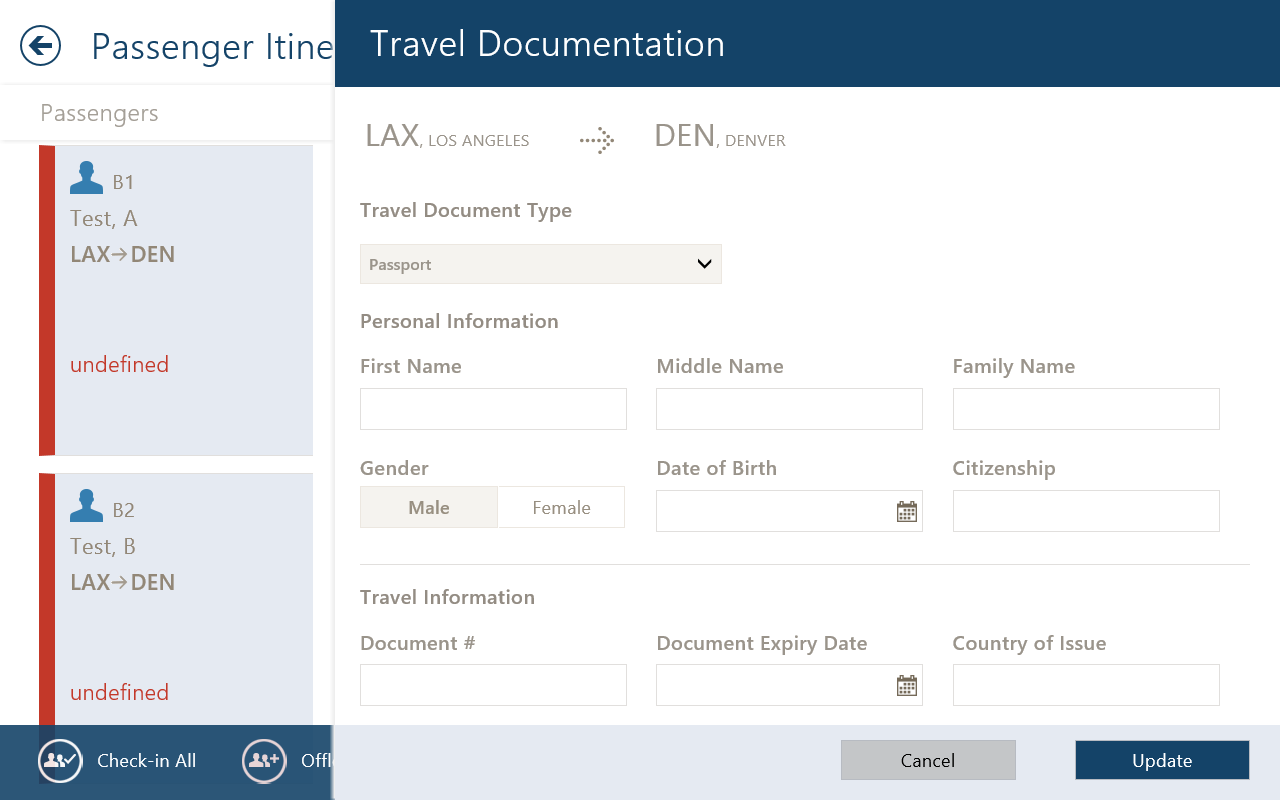 Passenger Itine
Passengers
B1
Test, A
LAX→DEN
undefined
B2
Test, B
LAX→DEN
undefined
Check-in All
Offl
Travel Documentation
LAX, LOS ANGELES
DEN, DENVER
Travel Document Type
Passport
Personal Information
First Name
Middle Name
Family Name
Gender
Date of Birth
Citizenship
Male
Female
Travel Information
Document #
Document Expiry Date
Country of Issue
Cancel
Update